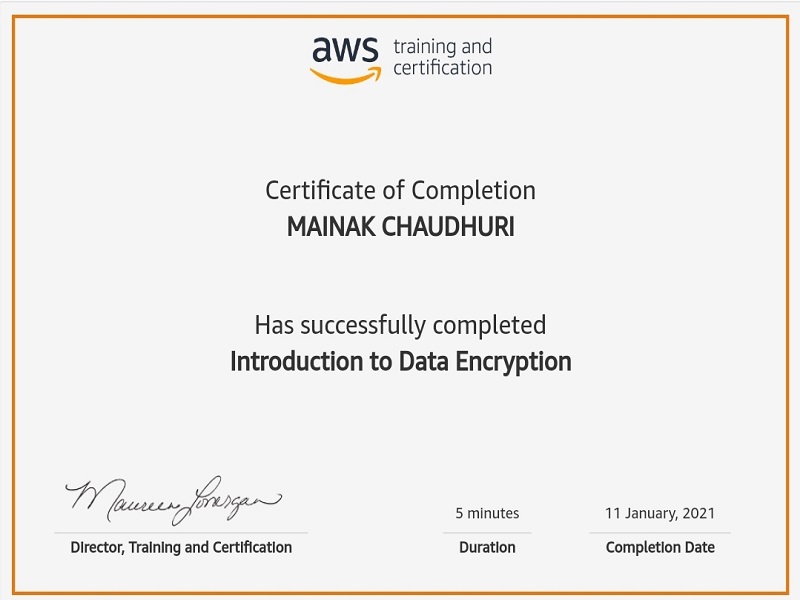 aws training and
certification
Certificate of Completion
MAINAK CHAUDHURI
Has successfully completed
Introduction to Data Encryption
Maureen Lonergan
5 minutes
11 January, 2021
Director, Training and Certification
Duration
Completion Date